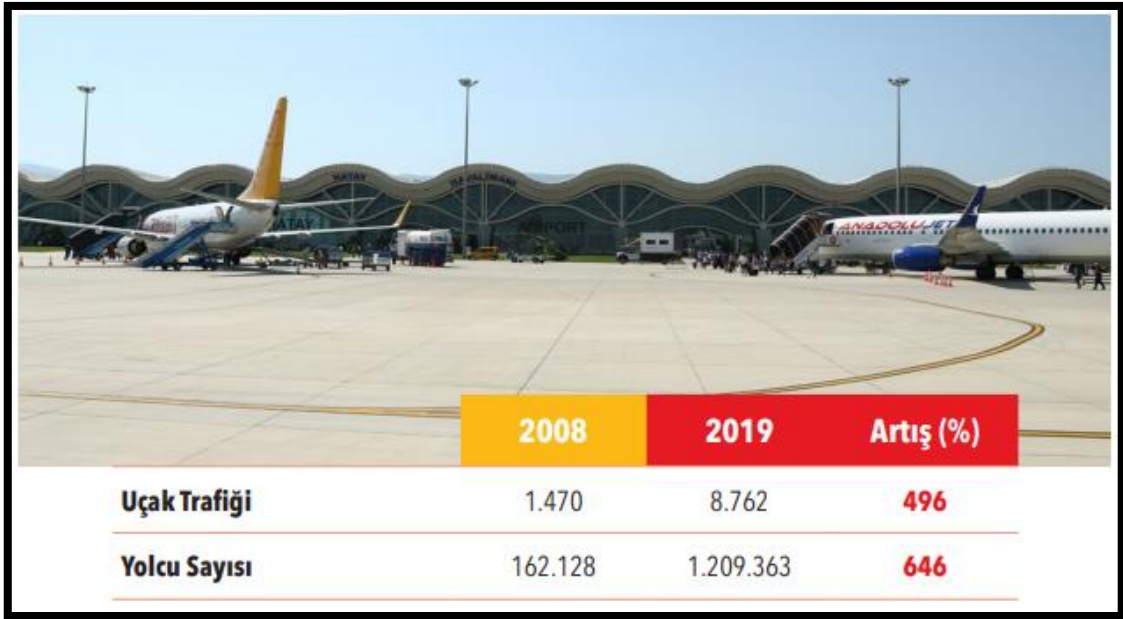 HATAY HAVALİMANI
HATAY AIRPORT
ANADOLUJET
2008 2019 Artış (%)
Uçak Trafiği 1.470 8.762 496
Yolcu Sayısı 162.128 1.209.363 646